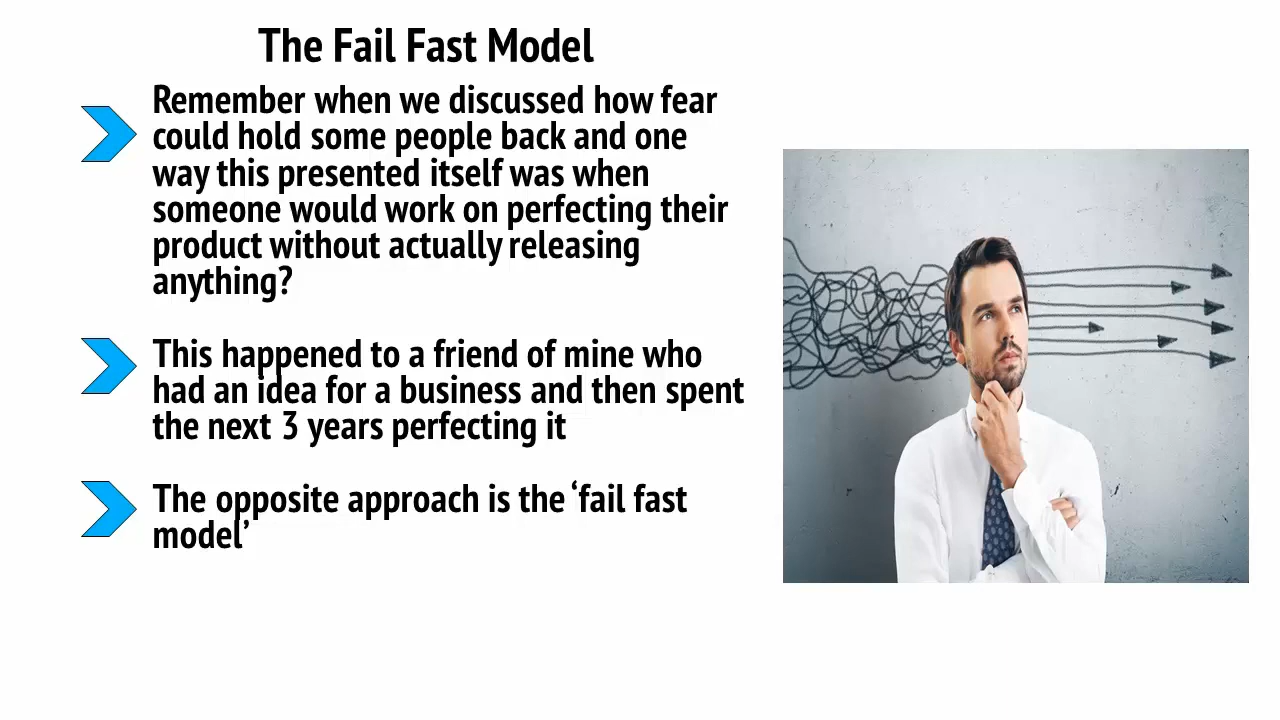 The Fail Fast Model
Remember when we discussed how fear
could hold some people back and one
way this presented itself was when
someone would work on perfecting their
product without actually releasing
anything?
This happened to a friend of mine who
had an idea for a business and then spent
the next 3 years perfecting it
The opposite approach is the ‘fail fast
model’